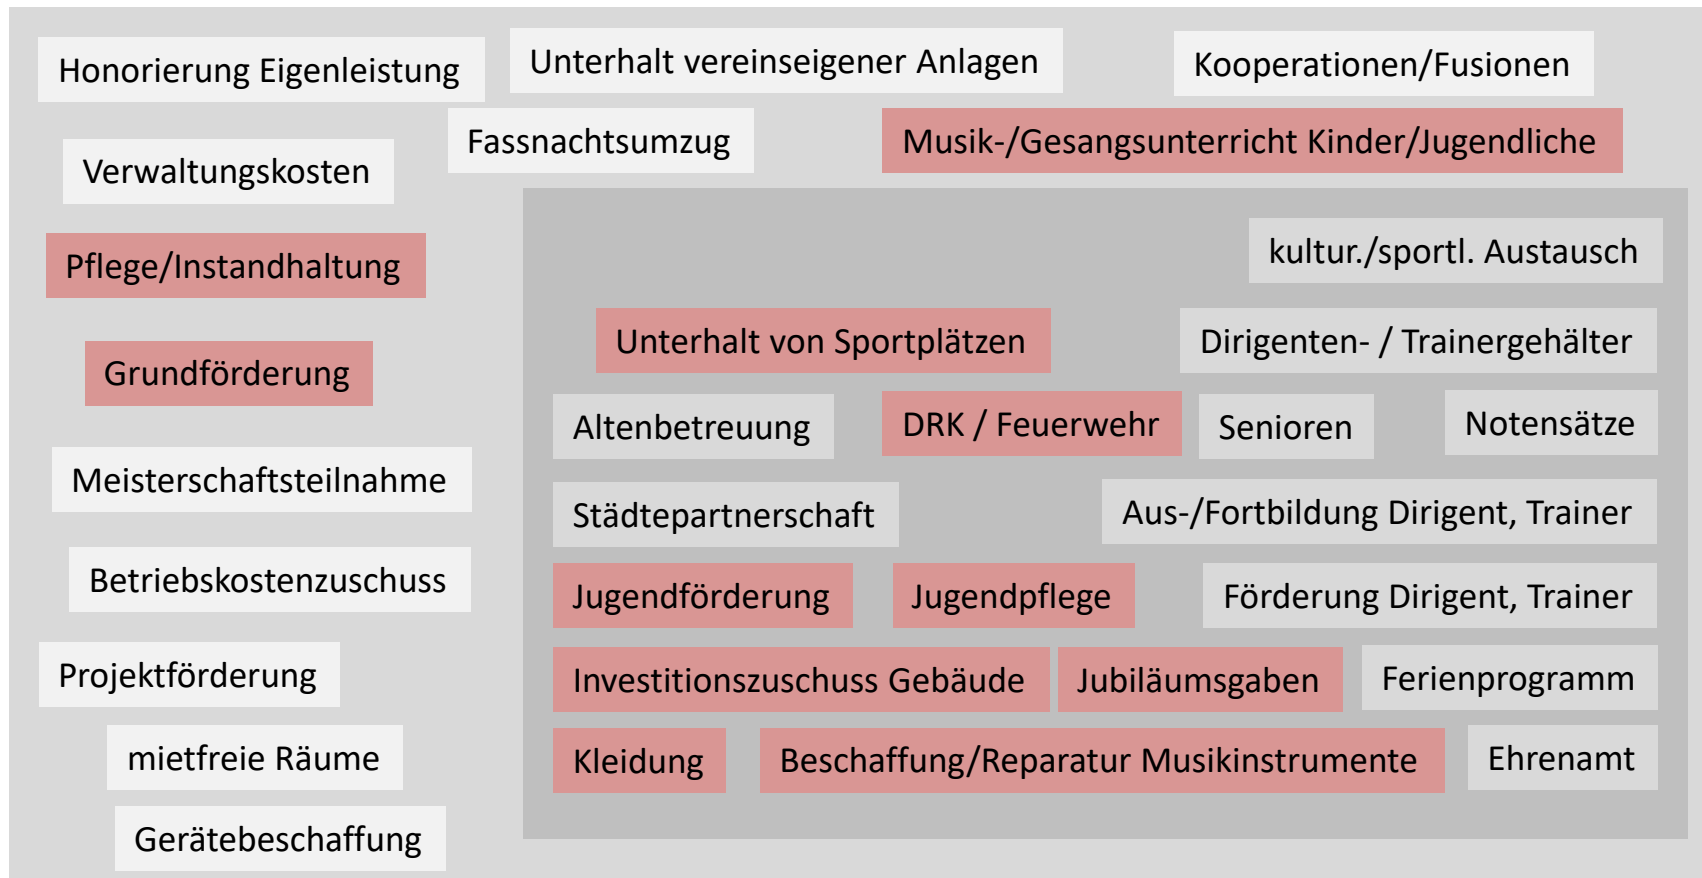 Honorierung Eigenleistung
Unterhalt vereinseigener Anlagen
Kooperationen/Fusionen
Fassnachtsumzug
Musik-/Gesangsunterricht Kinder/Jugendliche
Verwaltungskosten
Pflege/Instandhaltung
Grundförderung
Meisterschaftsteilnahme
Betriebskostenzuschuss
Projektförderung
mietfreie Räume
Gerätebeschaffung
kultur./sportl. Austausch
Unterhalt von Sportplätzen
Dirigenten- / Trainergehälter
Altenbetreuung
DRK / Feuerwehr
Senioren
Notensätze
Städtepartnerschaft
Aus-/Fortbildung Dirigent, Trainer
Jugendförderung
Jugendpflege
Förderung Dirigent, Trainer
Investitionszuschuss Gebäude
Jubiläumsgaben
Ferienprogramm
Kleidung
Beschaffung/Reparatur Musikinstrumente
Ehrenamt